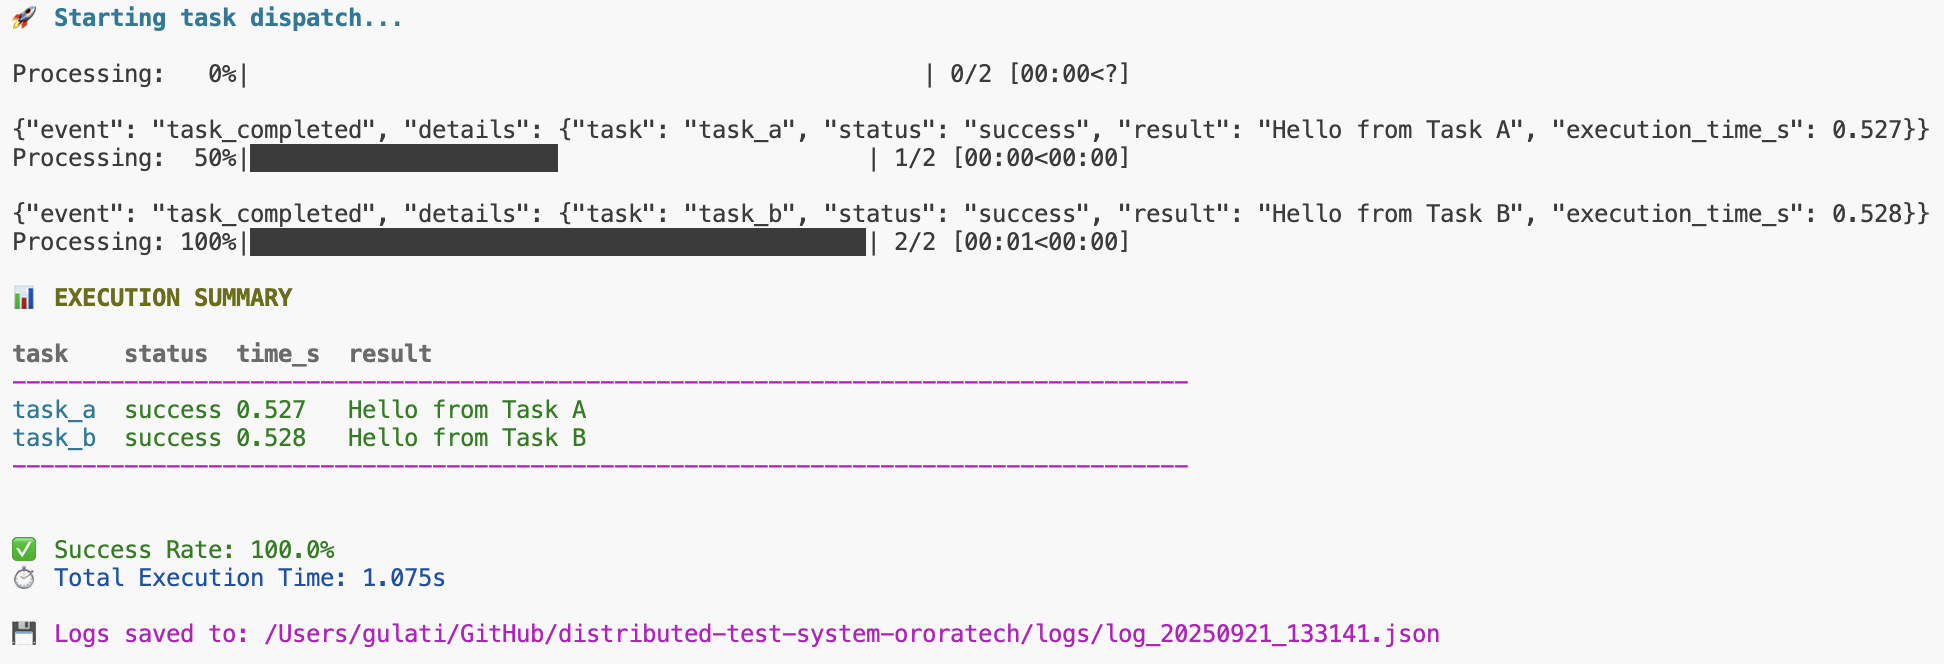 🚀 Starting task dispatch...
Processing:   0%|                                                | 0/2 [00:00<?]
{"event": "task_completed", "details": {"task": "task_a", "status": "success", "result": "Hello from Task A", "execution_time_s": 0.527}}
Processing:  50%|██████████████████████                      | 1/2 [00:00<00:00]
{"event": "task_completed", "details": {"task": "task_b", "status": "success", "result": "Hello from Task B", "execution_time_s": 0.528}}
Processing: 100%|████████████████████████████████████████████| 2/2 [00:01<00:00]
📊 EXECUTION SUMMARY
task    status  time_s  result
------------------------------------------------------------------------------------
task_a  success 0.527   Hello from Task A
task_b  success 0.528   Hello from Task B
------------------------------------------------------------------------------------
✅ Success Rate: 100.0%
⏱ Total Execution Time: 1.075s
💾 Logs saved to: /Users/gulati/GitHub/distributed-test-system-ororatech/logs/log_20250921_133141.json